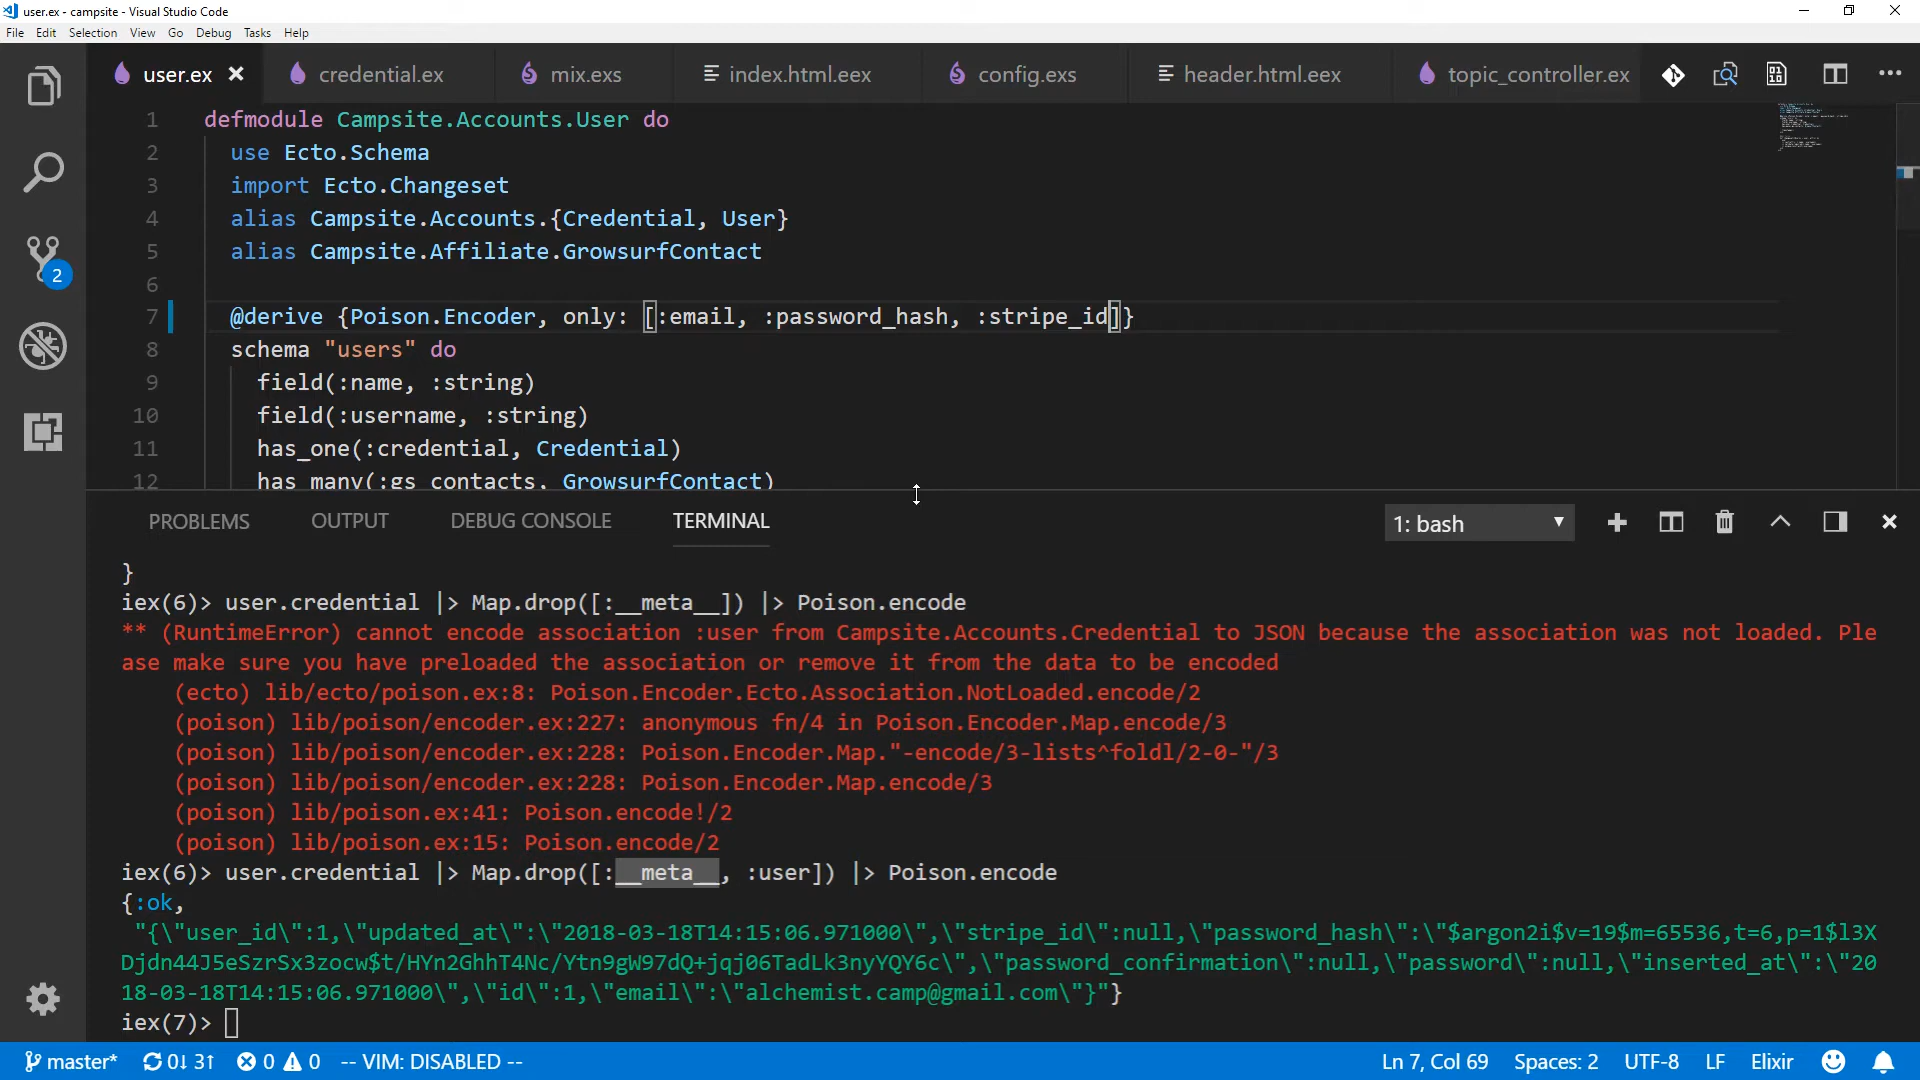 user.ex - campsite - Visual Studio Code
File Edit Selection View Go Debug Tasks Help
user.ex credential.ex mix.exs index.html.eex config.exs header.html.eex topic_controller.ex
1 defmodule Campsite.Accounts.User do
2 use Ecto.Schema
3 import Ecto.Changeset
4 alias Campsite.Accounts.{Credential, User}
5 alias Campsite.Affiliate.GrowsurfContact
6
7 @derive {Poison.Encoder, only: [:email, :password_hash, :stripe_id]}
8 schema "users" do
9 field(:name, :string)
10 field(:username, :string)
11 has_one(:credential, Credential)
12 has_many(:gs_contacts, GrowsurfContact)
2
PROBLEMS OUTPUT DEBUG CONSOLE TERMINAL 1: bash
}
iex(6)> user.credential |> Map.drop([:__meta__]) |> Poison.encode
** (RuntimeError) cannot encode association :user from Campsite.Accounts.Credential to JSON because the association was not loaded. Ple
ase make sure you have preloaded the association or remove it from the data to be encoded
(ecto) lib/ecto/poison.ex:8: Poison.Encoder.Ecto.Association.NotLoaded.encode/2
(poison) lib/poison/encoder.ex:227: anonymous fn/4 in Poison.Encoder.Map.encode/3
(poison) lib/poison/encoder.ex:228: Poison.Encoder.Map."-encode/3-lists^foldl/2-0-"/3
(poison) lib/poison/encoder.ex:228: Poison.Encoder.Map.encode/3
(poison) lib/poison.ex:41: Poison.encode!/2
(poison) lib/poison.ex:15: Poison.encode/2
iex(6)> user.credential |> Map.drop([:__meta__, :user]) |> Poison.encode
{:ok,
"{\"user_id\":1,\"updated_at\":\"2018-03-18T14:15:06.971000\",\"stripe_id\":null,\"password_hash\":\"$argon2i$v=19$m=65536,t=6,p=1$l3X
Djdn44J5eSzrSx3zocw$t/HYn2GhhT4Nc/Ytn9gW97dQ+jqj06TadLk3nyYQY6c\",\"password_confirmation\":null,\"password\":null,\"inserted_at\":\"20
18-03-18T14:15:06.971000\",\"id\":1,\"email\":\"alchemist.camp@gmail.com\"}"}
iex(7)>
master* 0↓ 3↑ 0 0 -- VIM: DISABLED -- Ln 7, Col 69 Spaces: 2 UTF-8 LF Elixir